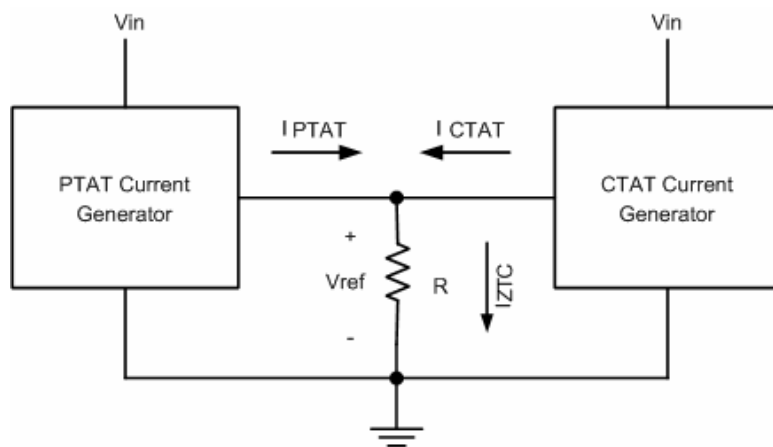 Vin
Vin
I PTAT
I CTAT
PTAT Current
Generator
CTAT Current
Generator
+
Vref
R
IZTC
-